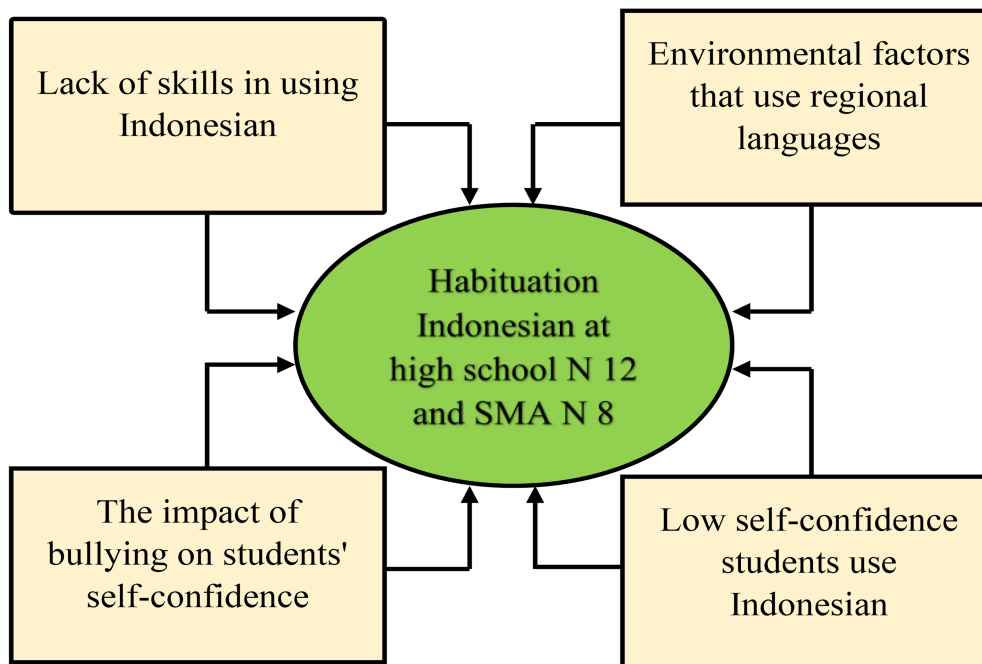 Lack of skills in using
Indonesian
Environmental factors
that use regional
languages
Habituation
Indonesian at
high school N 12
and SMA N 8
The impact of
bullying on students'
self-confidence
Low self-confidence
students use
Indonesian